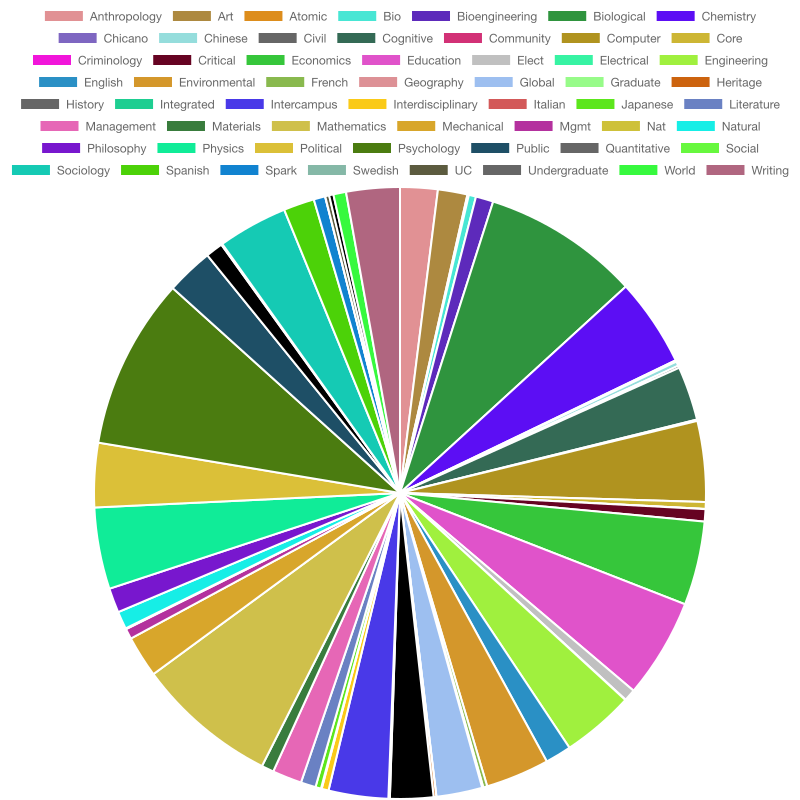 Anthropology Art Atomic Bio Bioengineering Biological Chemistry
Chicano Chinese Civil Cognitive Community Computer Core
Criminology Critical Economics Education Elect Electrical Engineering
English Environmental French Geography Global Graduate Heritage
History Integrated Intercampus Interdisciplinary Italian Japanese Literature
Management Materials Mathematics Mechanical Mgmt Nat Natural
Philosophy Physics Political Psychology Public Quantitative Social
Sociology Spanish Spark Swedish UC Undergraduate World Writing